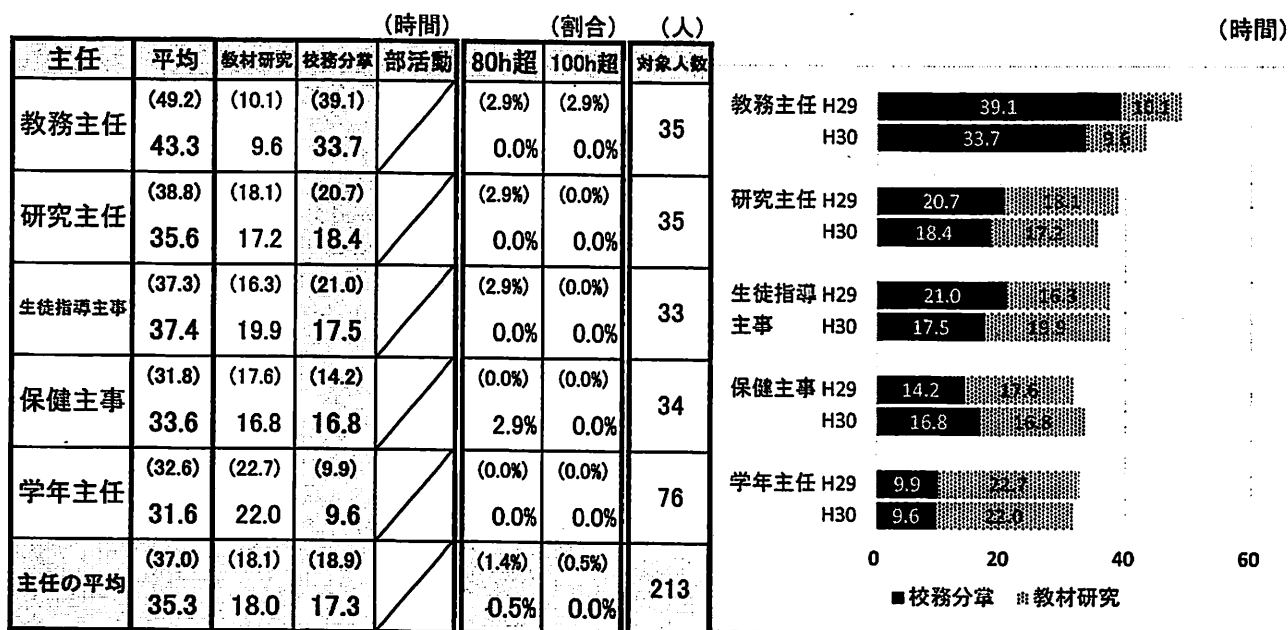 (時間) (割合) (人)
主任 平均 教材研究 校務分掌 部活動 80h超 100h超 対象人数
教務主任 (49.2) (10.1) (39.1) (2.9%) (2.9%) 35
43.3 9.6 33.7 0.0% 0.0%
研究主任 (38.8) (18.1) (20.7) (2.9%) (0.0%) 35
35.6 17.2 18.4 0.0% 0.0%
生徒指導主事 (37.3) (16.3) (21.0) (2.9%) (0.0%) 33
37.4 19.9 17.5 0.0% 0.0%
保健主事 (31.8) (17.6) (14.2) (0.0%) (0.0%) 34
33.6 16.8 16.8 2.9% 0.0%
学年主任 (32.6) (22.7) (9.9) (0.0%) (0.0%) 76
31.6 22.0 9.6 0.0% 0.0%
主任の平均 (37.0) (18.1) (18.9) (1.4%) (0.5%) 213
35.3 18.0 17.3 0.5% 0.0%
(時間)
教務主任 H29 39.1 10.1
H30 33.7 9.6
研究主任 H29 20.7 18.1
H30 18.4 17.2
生徒指導 H29 21.0 16.3
主事 H30 17.5 19.9
保健主事 H29 14.2 17.6
H30 16.8 16.8
学年主任 H29 9.9 22.7
H30 9.6 22.0
0 20 40 60
■校務分掌 教材研究